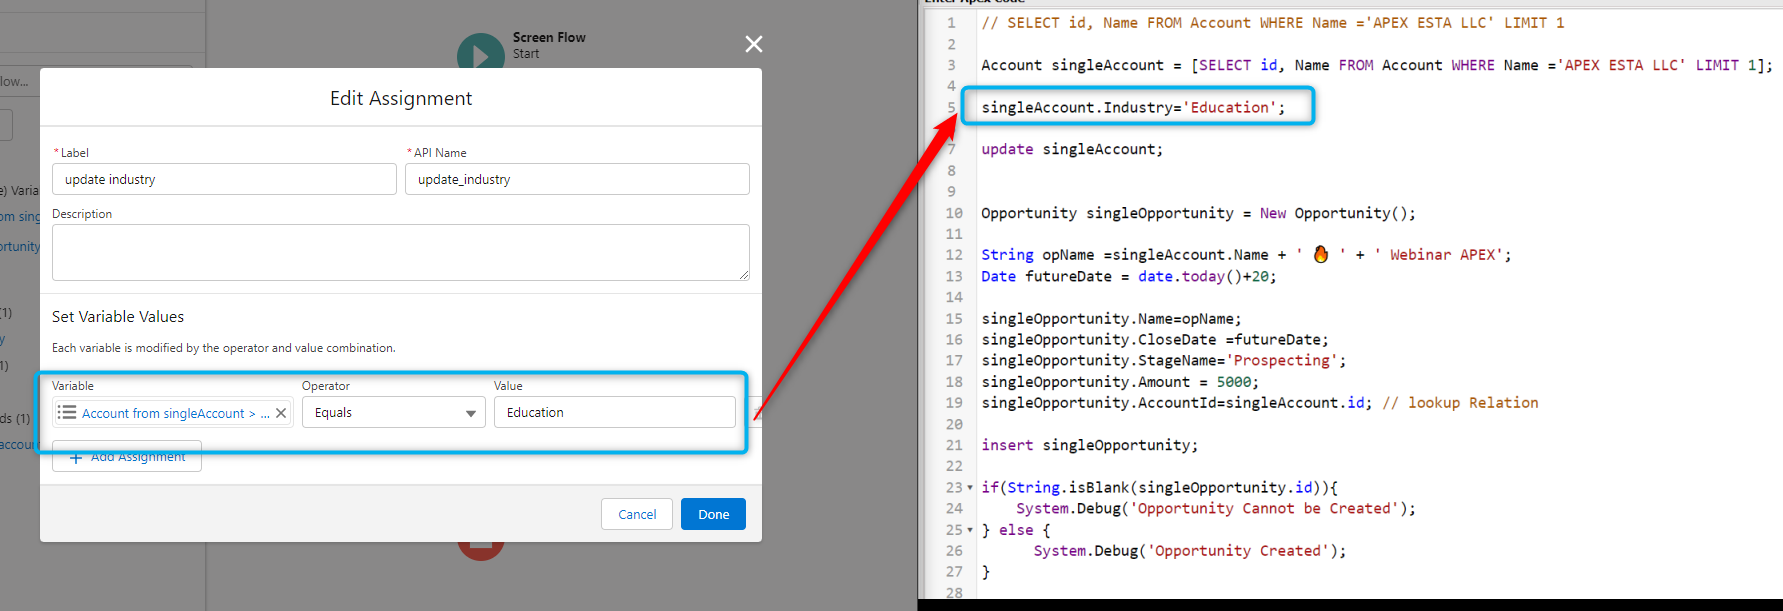 Screen Flow
Start
low...
Edit Assignment
* Label
* API Name
update industry
update_industry
Description
e) Varia
om sing
ortunity
(1)
y
1)
ds (1)
accoun
Set Variable Values
Each variable is modified by the operator and value combination.
Variable
Operator
Value
Account from singleAccount > ...
Equals
Education
Add Assignment
Cancel
Done
1 // SELECT id, Name FROM Account WHERE Name ='APEX ESTA LLC' LIMIT 1
2
3 Account singleAccount = [SELECT id, Name FROM Account WHERE Name ='APEX ESTA LLC' LIMIT 1];
4
5 singleAccount.Industry='Education';
7 update singleAccount;
8
9
10 Opportunity singleOpportunity = New Opportunity();
11
12 String opName =singleAccount.Name + ' 🔥 ' + ' Webinar APEX';
13 Date futureDate = date.today()+20;
14
15 singleOpportunity.Name=opName;
16 singleOpportunity.CloseDate =futureDate;
17 singleOpportunity.StageName='Prospecting';
18 singleOpportunity.Amount = 5000;
19 singleOpportunity.AccountId=singleAccount.id; // lookup Relation
20
21 insert singleOpportunity;
22
23 if(String.isBlank(singleOpportunity.id)){
24 System.Debug('Opportunity Cannot be Created');
25 } else {
26 System.Debug('Opportunity Created');
27 }
28